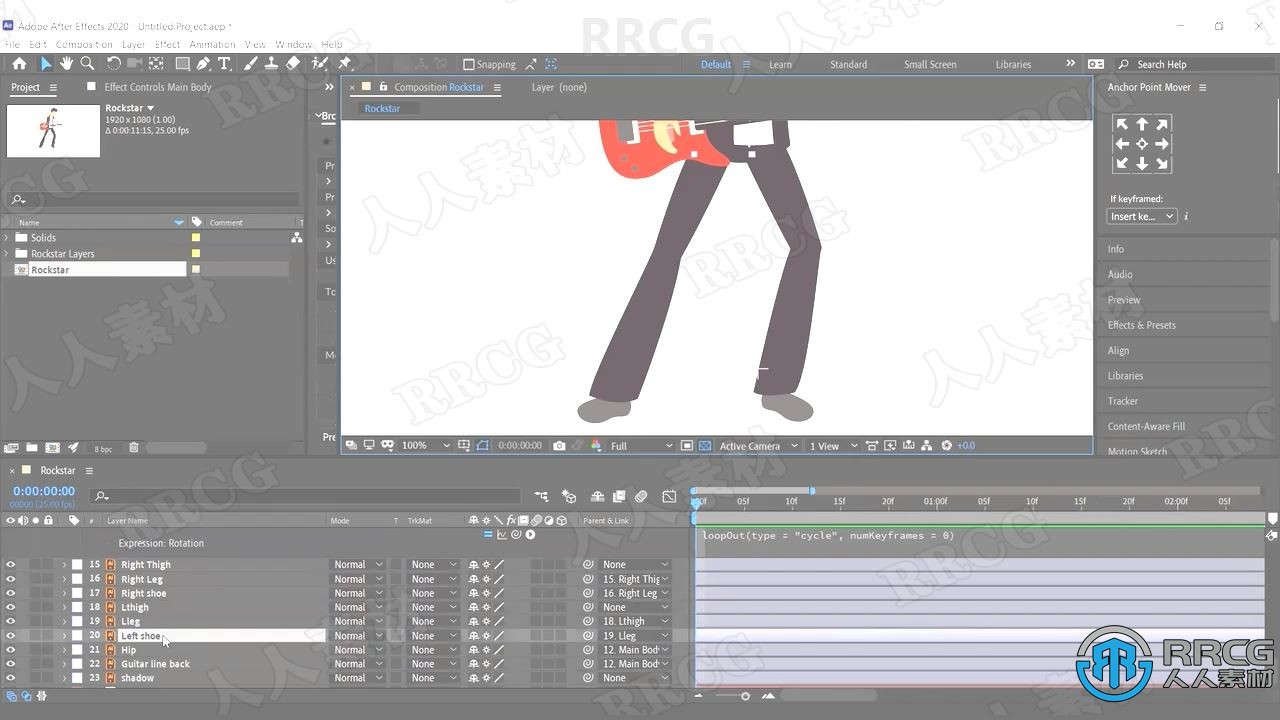 RRCG
Adobe After Effects 2020 - Untitled Project.aep *
File Edit Composition Layer Effect Animation View Window Help
Snapping
Default Learn Standard Small Screen Libraries Search Help
Project Effect Controls Main Body
Composition Rockstar Layer (none)
Anchor Point Mover
Rockstar
1920 x 1080 (1.00)
Δ 0:00:11:15, 25.00 fps
Rockstar
Name Comment
Solids
Rockstar Layers
Rockstar
8 bpc
If keyframed:
Insert ke...
Info
Audio
Preview
Effects & Presets
Align
Libraries
Tracker
Content-Aware Fill
Motion Sketch
100% 0:00:00:00 Full Active Camera 1 View +0.0
Rockstar
0:00:00:00
00000 (25.00 fps)
05f 10f 15f 20f 01:00f 05f 10f 15f 20f 02:00f 05f
# Layer Name Mode T TrkMat Parent & Link
Expression: Rotation
loopOut(type = "cycle", numKeyframes = 0)
15 Right Thigh Normal None None
16 Right Leg Normal None 15. Right Thig
17 Right shoe Normal None 16. Right Leg
18 Lthigh Normal None None
19 Lleg Normal None 18. Lthigh
20 Left shoe Normal None 19. Lleg
21 Hip Normal None 12. Main Bod
22 Guitar line back Normal None 12. Main Bod
23 shadow Normal None None
RRCG
人人素材